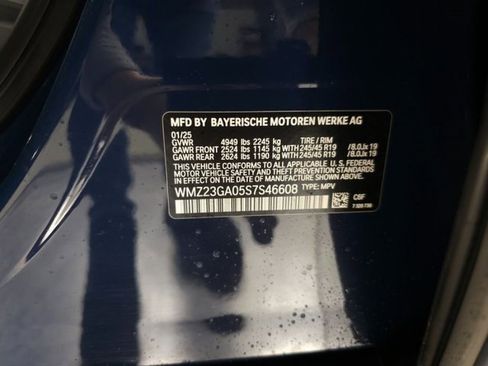 MFD BY BAYERISCHE MOTOREN WERKE AG
01/25
GVWR 4949 lbs 2245 kg TIRE / RIM
GAWR FRONT 2524 lbs 1145 kg WITH 245/45 R19 / 8.0Jx 19
GAWR REAR 2624 lbs 1190 kg WITH 245/45 R19 / 8.0Jx 19
THIS VEHICLE CONFORMS TO ALL APPLICABLE U.S. FEDERAL
MOTOR VEHICLE SAFETY, BUMPER, AND THEFT PREVENTION
STANDARDS IN EFFECT ON THE DATE OF MANUFACTURE SHOWN ABOVE.
WMZ23GA05S7S46608 TYPE: MPV
C6F